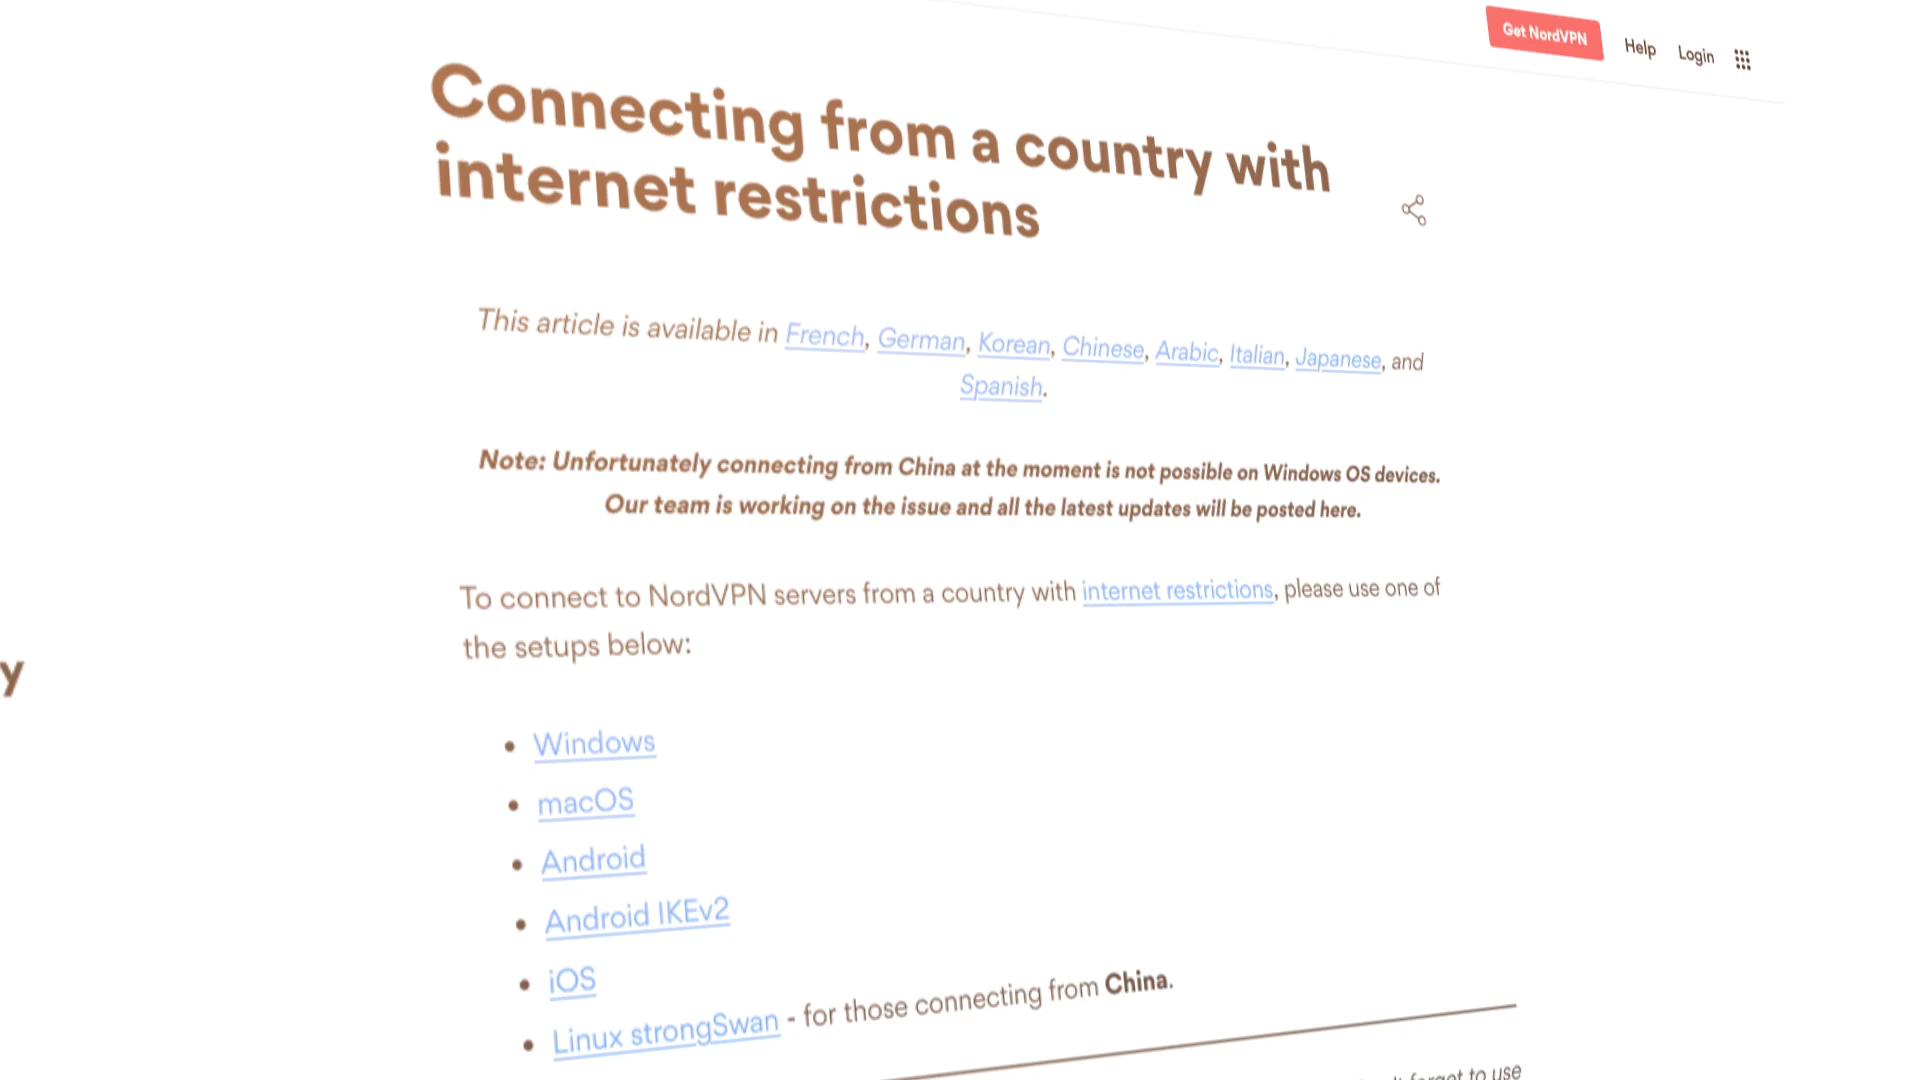 Get NordVPN Help Login
Connecting from a country with
internet restrictions
This article is available in French, German, Korean, Chinese, Arabic, Italian, Japanese, and
Spanish.
Note: Unfortunately connecting from China at the moment is not possible on Windows OS devices.
Our team is working on the issue and all the latest updates will be posted here.
To connect to NordVPN servers from a country with internet restrictions, please use one of
the setups below:
y
• Windows
• macOS
• Android
• Android IKEv2
• iOS
• Linux strongSwan - for those connecting from China.
forget to use